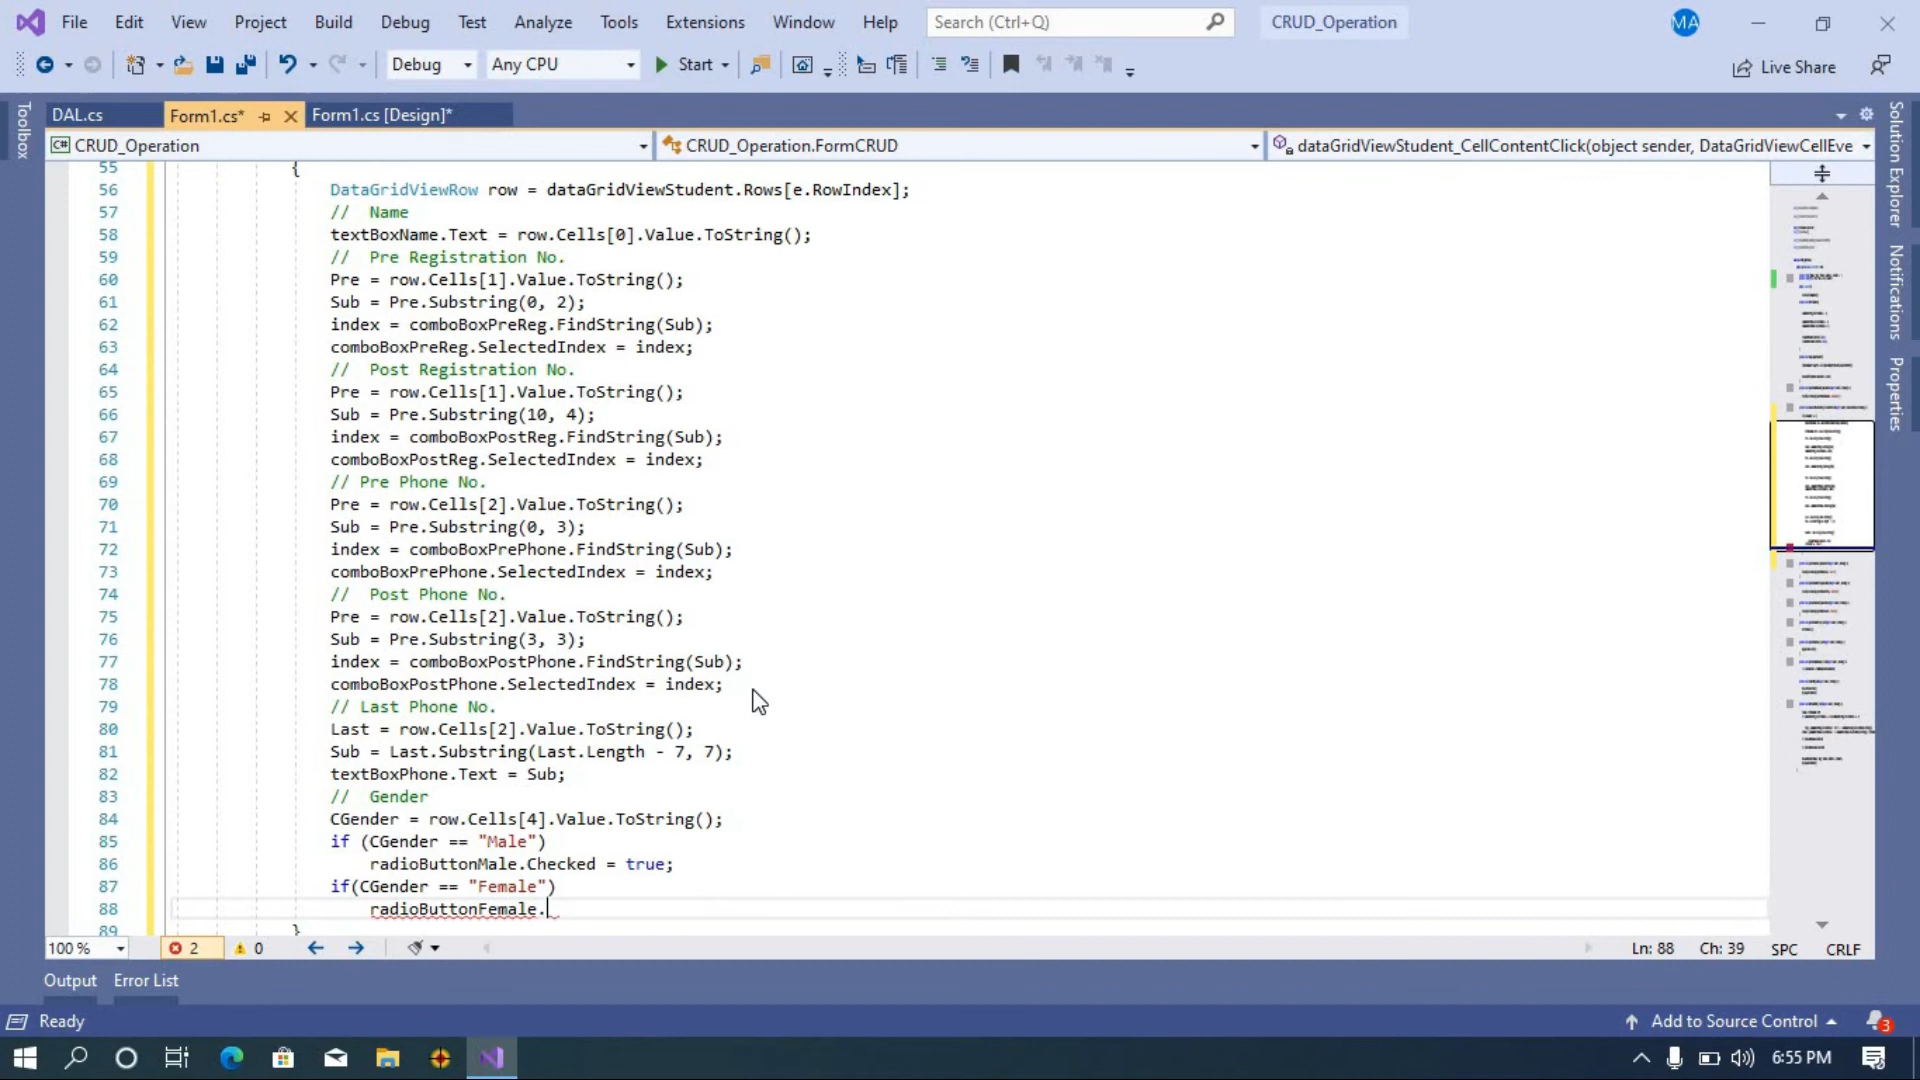 File Edit View Project Build Debug Test Analyze Tools Extensions Window Help Search (Ctrl+Q) CRUD_Operation MA
Debug Any CPU Start Live Share
DAL.cs Form1.cs* Form1.cs [Design]*
C# CRUD_Operation CRUD_Operation.FormCRUD dataGridViewStudent_CellContentClick(object sender, DataGridViewCellEve
Toolbox
Solution Explorer
Notifications
Properties
55 {
56 DataGridViewRow row = dataGridViewStudent.Rows[e.RowIndex];
57 // Name
58 textBoxName.Text = row.Cells[0].Value.ToString();
59 // Pre Registration No.
60 Pre = row.Cells[1].Value.ToString();
61 Sub = Pre.Substring(0, 2);
62 index = comboBoxPreReg.FindString(Sub);
63 comboBoxPreReg.SelectedIndex = index;
64 // Post Registration No.
65 Pre = row.Cells[1].Value.ToString();
66 Sub = Pre.Substring(10, 4);
67 index = comboBoxPostReg.FindString(Sub);
68 comboBoxPostReg.SelectedIndex = index;
69 // Pre Phone No.
70 Pre = row.Cells[2].Value.ToString();
71 Sub = Pre.Substring(0, 3);
72 index = comboBoxPrePhone.FindString(Sub);
73 comboBoxPrePhone.SelectedIndex = index;
74 // Post Phone No.
75 Pre = row.Cells[2].Value.ToString();
76 Sub = Pre.Substring(3, 3);
77 index = comboBoxPostPhone.FindString(Sub);
78 comboBoxPostPhone.SelectedIndex = index;
79 // Last Phone No.
80 Last = row.Cells[2].Value.ToString();
81 Sub = Last.Substring(Last.Length - 7, 7);
82 textBoxPhone.Text = Sub;
83 // Gender
84 CGender = row.Cells[4].Value.ToString();
85 if (CGender == "Male")
86 radioButtonMale.Checked = true;
87 if(CGender == "Female")
88 radioButtonFemale.
89 }
100 % 2 0 Ln: 88 Ch: 39 SPC CRLF
Output Error List
Ready Add to Source Control 3
6:55 PM